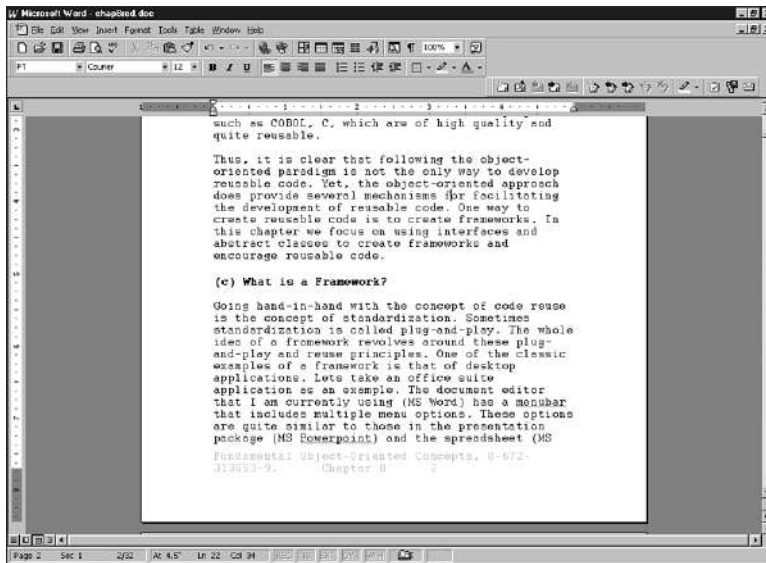 Microsoft Word - chap8red.doc
File Edit View Insert Format Tools Table Window Help
100%
P1 Courier 12 B I U
such as COBOL, C, which are of high quality and
quite reusable.
Thus, it is clear that following the object-
oriented paradigm is not the only way to develop
reusable code. Yet, the object-oriented approach
does provide several mechanisms for facilitating
the development of reusable code. One way to
create reusable code is to create frameworks. In
this chapter we focus on using interfaces and
abstract classes to create frameworks and
encourage reusable code.
(c) What is a Framework?
Going hand-in-hand with the concept of code reuse
is the concept of standardization. Sometimes
standardization is called plug-and-play. The whole
idea of a framework revolves around these plug-
and-play and reuse principles. One of the classic
examples of a framework is that of desktop
applications. Lets take an office suite
application as an example. The document editor
that I am currently using (MS Word) has a menubar
that includes multiple menu options. These options
are quite similar to those in the presentation
package (MS Powerpoint) and the spreadsheet (MS
Fundamental Object-Oriented Concepts, 0-672-
Chapter 8 2
Page 2 Sec 1 2/32 At 4.5" Ln 22 Col 34 REC TRK EXT OVR WPH